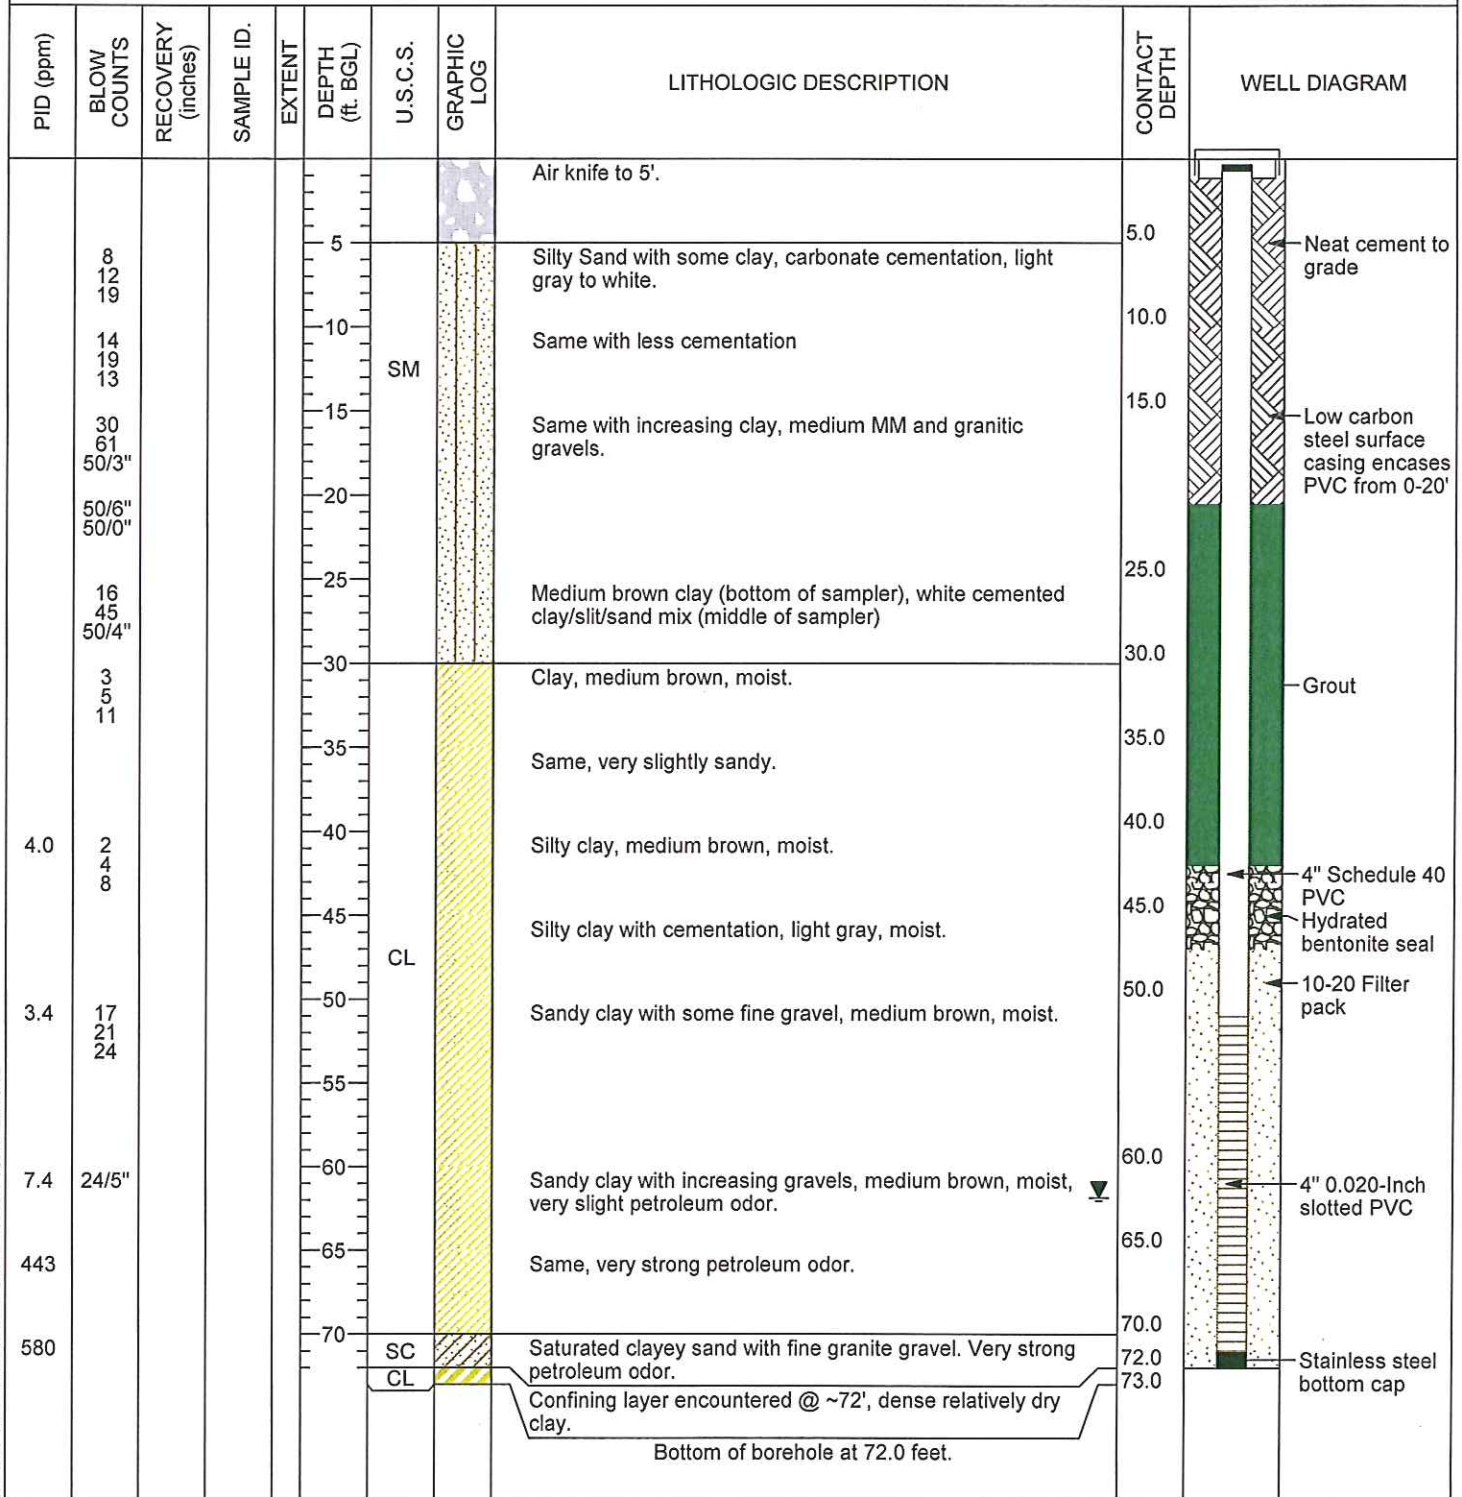 PID (ppm)
BLOW
COUNTS
RECOVERY
(inches)
SAMPLE ID.
EXTENT
DEPTH
(ft. BGL)
U.S.C.S.
GRAPHIC
LOG
LITHOLOGIC DESCRIPTION
CONTACT
DEPTH
WELL DIAGRAM
Air knife to 5'.
5
5.0
8
12
19
Silty Sand with some clay, carbonate cementation, light
gray to white.
Neat cement to
grade
10
10.0
14
19
13
SM
Same with less cementation
15
15.0
30
61
50/3"
Same with increasing clay, medium MM and granitic
gravels.
Low carbon
steel surface
casing encases
PVC from 0-20'
20
50/6"
50/0"
25
25.0
16
45
50/4"
Medium brown clay (bottom of sampler), white cemented
clay/slit/sand mix (middle of sampler)
30
30.0
3
5
11
Clay, medium brown, moist.
Grout
35
35.0
Same, very slightly sandy.
40
40.0
4.0
2
4
8
Silty clay, medium brown, moist.
4" Schedule 40
PVC
45
45.0
Silty clay with cementation, light gray, moist.
Hydrated
bentonite seal
CL
50
50.0
3.4
17
21
24
Sandy clay with some fine gravel, medium brown, moist.
10-20 Filter
pack
55
60
60.0
7.4
24/5"
Sandy clay with increasing gravels, medium brown, moist,
very slight petroleum odor.
4" 0.020-Inch
slotted PVC
65
65.0
443
Same, very strong petroleum odor.
70
70.0
580
SC
Saturated clayey sand with fine granite gravel. Very strong
petroleum odor.
72.0
Stainless steel
bottom cap
CL
73.0
Confining layer encountered @ ~72', dense relatively dry
clay.
Bottom of borehole at 72.0 feet.